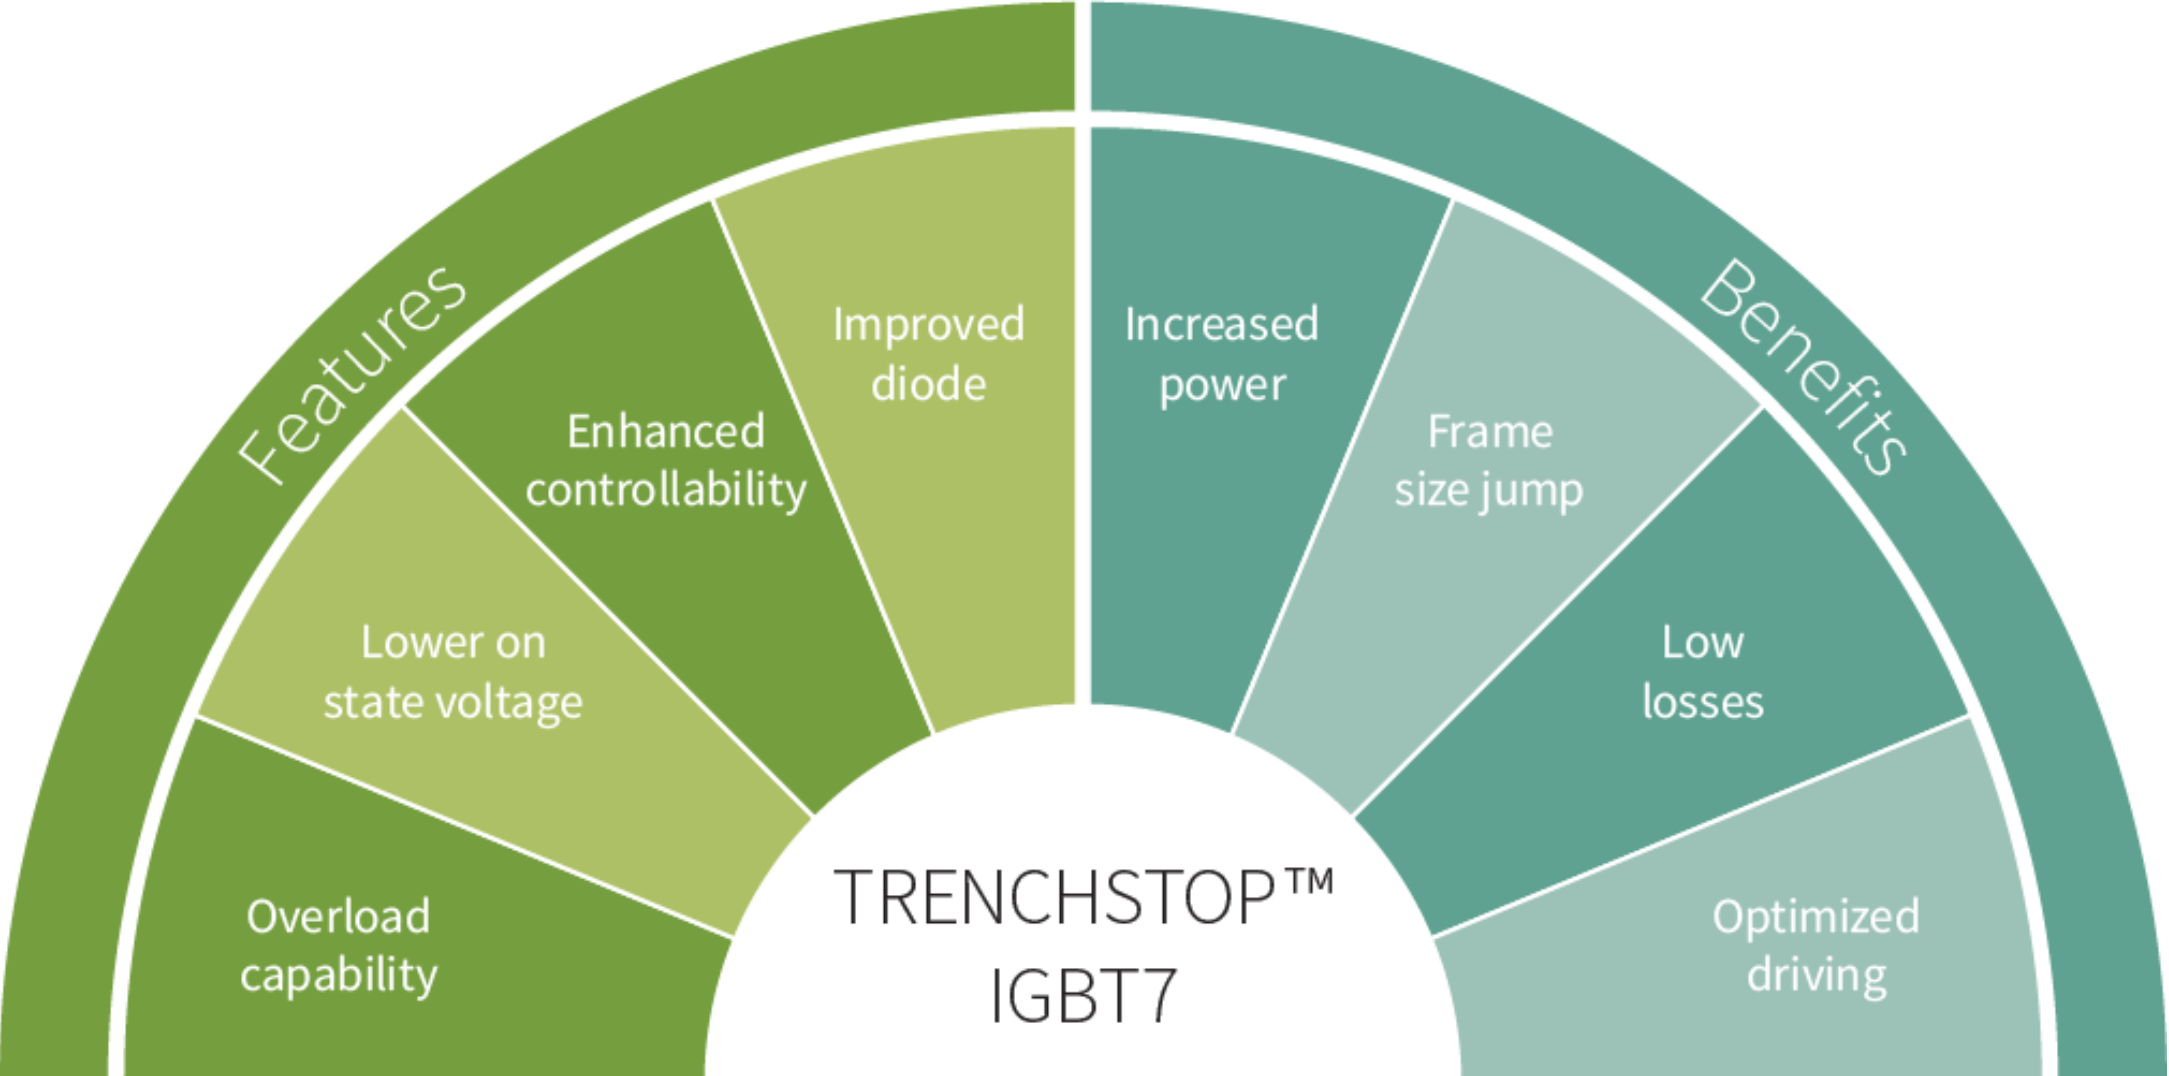 Features
Benefits
Improved
diode
Increased
power
Enhanced
controllability
Frame
size jump
Lower on
state voltage
Low
losses
Overload
capability
Optimized
driving
TRENCHSTOP™
IGBT7